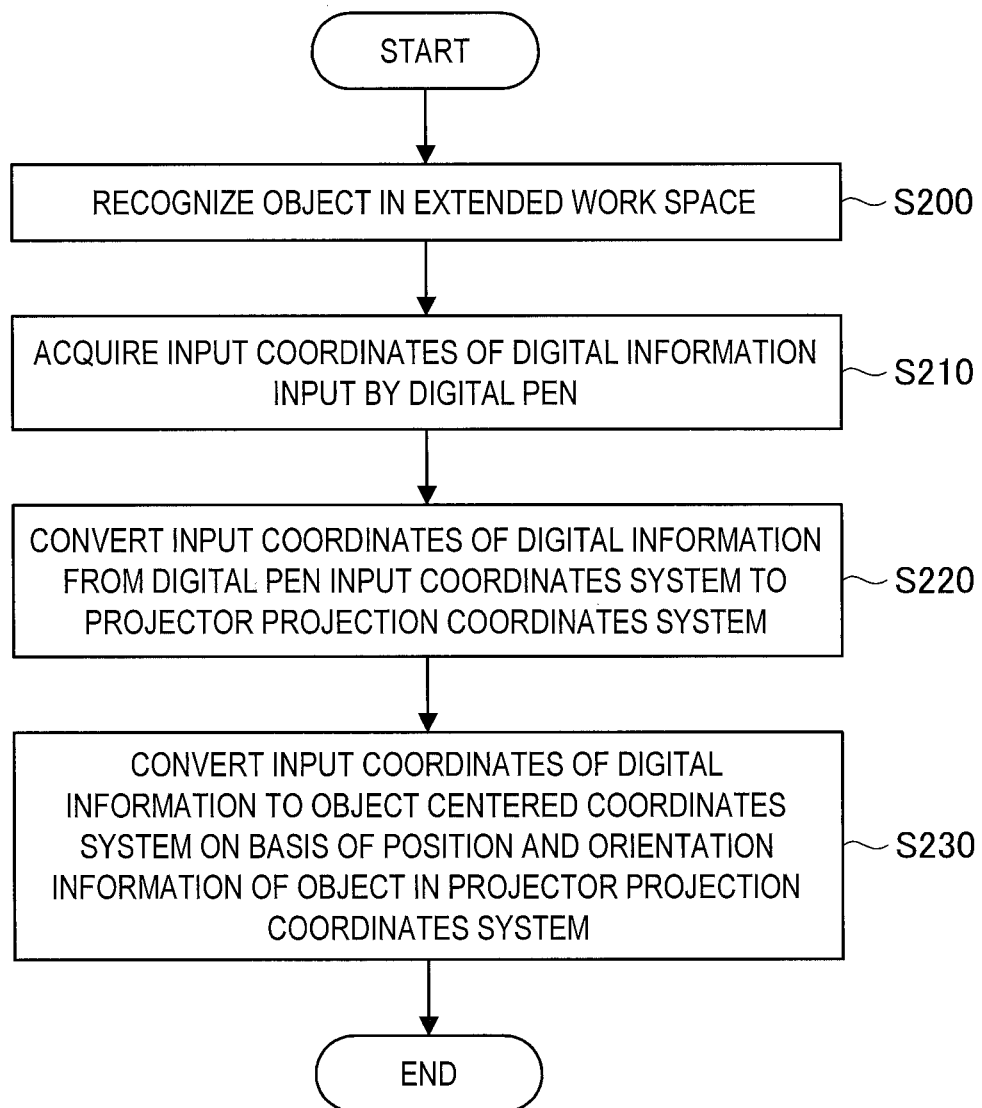 START
RECOGNIZE OBJECT IN EXTENDED WORK SPACE
S200
ACQUIRE INPUT COORDINATES OF DIGITAL INFORMATION
INPUT BY DIGITAL PEN
S210
CONVERT INPUT COORDINATES OF DIGITAL INFORMATION
FROM DIGITAL PEN INPUT COORDINATES SYSTEM TO
PROJECTOR PROJECTION COORDINATES SYSTEM
S220
CONVERT INPUT COORDINATES OF DIGITAL
INFORMATION TO OBJECT CENTERED COORDINATES
SYSTEM ON BASIS OF POSITION AND ORIENTATION
INFORMATION OF OBJECT IN PROJECTOR PROJECTION
COORDINATES SYSTEM
S230
END